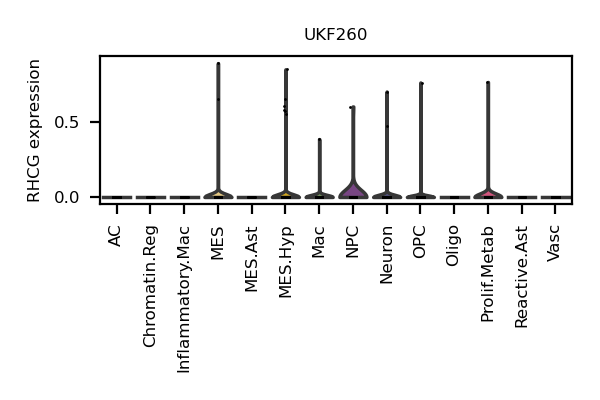 UKF260
RHCG expression
0.5
0.0
AC
Chromatin.Reg
Inflammatory.Mac
MES
MES.Ast
MES.Hyp
Mac
NPC
Neuron
OPC
Oligo
Prolif.Metab
Reactive.Ast
Vasc